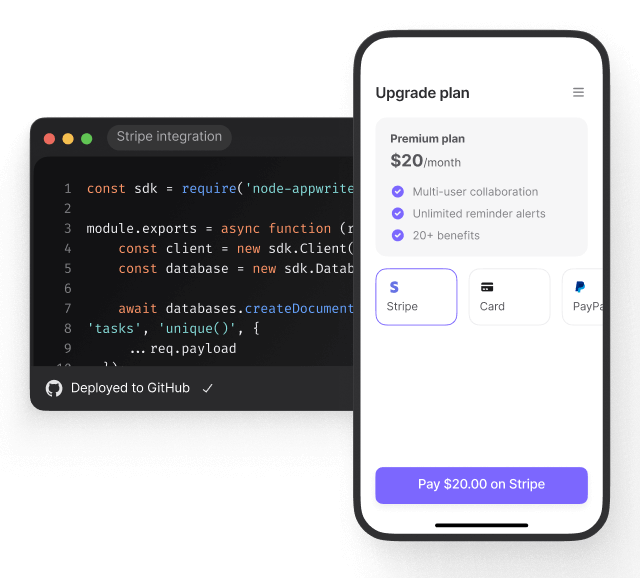 Stripe integration
1 const sdk = require('node-appwrite
2
3 module.exports = async function (r
4 const client = new sdk.Client(
5 const database = new sdk.Datab
6
7 await databases.createDocument
8 'tasks', 'unique()', {
9 ...req.payload
10 })
Deployed to GitHub
Upgrade plan
Premium plan
$20/month
Multi-user collaboration
Unlimited reminder alerts
20+ benefits
S
Stripe
Card
PayPa
Pay $20.00 on Stripe